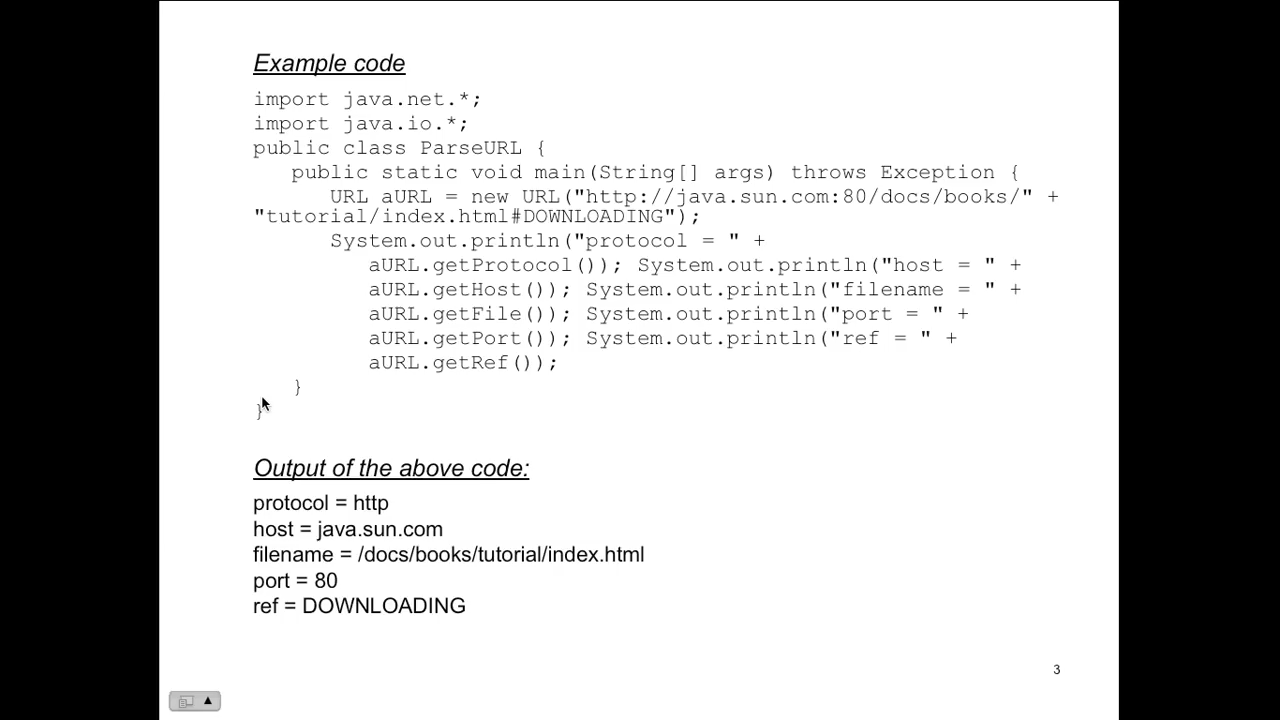 Example code
import java.net.*;
import java.io.*;
public class ParseURL {
public static void main(String[] args) throws Exception {
URL aURL = new URL("http://java.sun.com:80/docs/books/" +
"tutorial/index.html#DOWNLOADING");
System.out.println("protocol = " +
aURL.getProtocol()); System.out.println("host = " +
aURL.getHost()); System.out.println("filename = " +
aURL.getFile()); System.out.println("port = " +
aURL.getPort()); System.out.println("ref = " +
aURL.getRef());
}
}
Output of the above code:
protocol = http
host = java.sun.com
filename = /docs/books/tutorial/index.html
port = 80
ref = DOWNLOADING
3